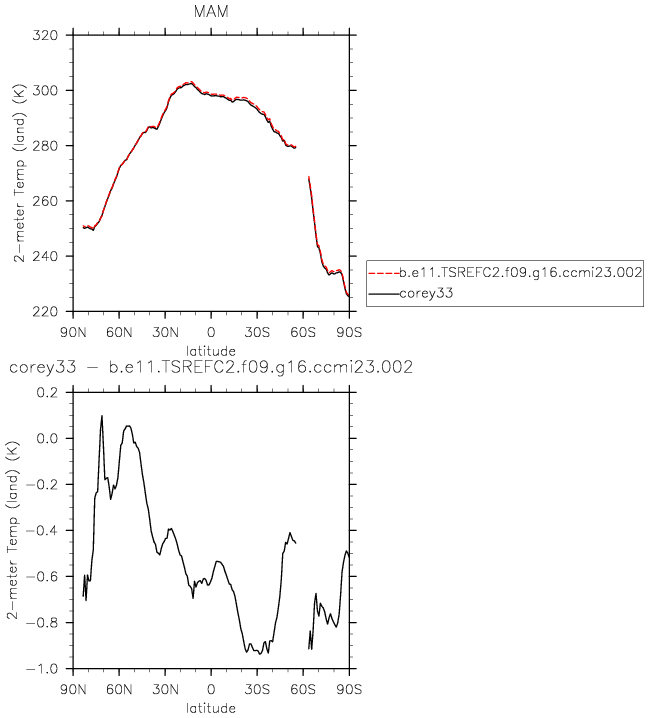 MAM
320
300
280
260
240
220
2-meter Temp (land) (K)
90N 60N 30N 0 30S 60S 90S
latitude
b.e11.TSREFC2.f09.g16.ccmi23.002
corey33
corey33 - b.e11.TSREFC2.f09.g16.ccmi23.002
0.2
0.0
-0.2
-0.4
-0.6
-0.8
-1.0
2-meter Temp (land) (K)
90N 60N 30N 0 30S 60S 90S
latitude